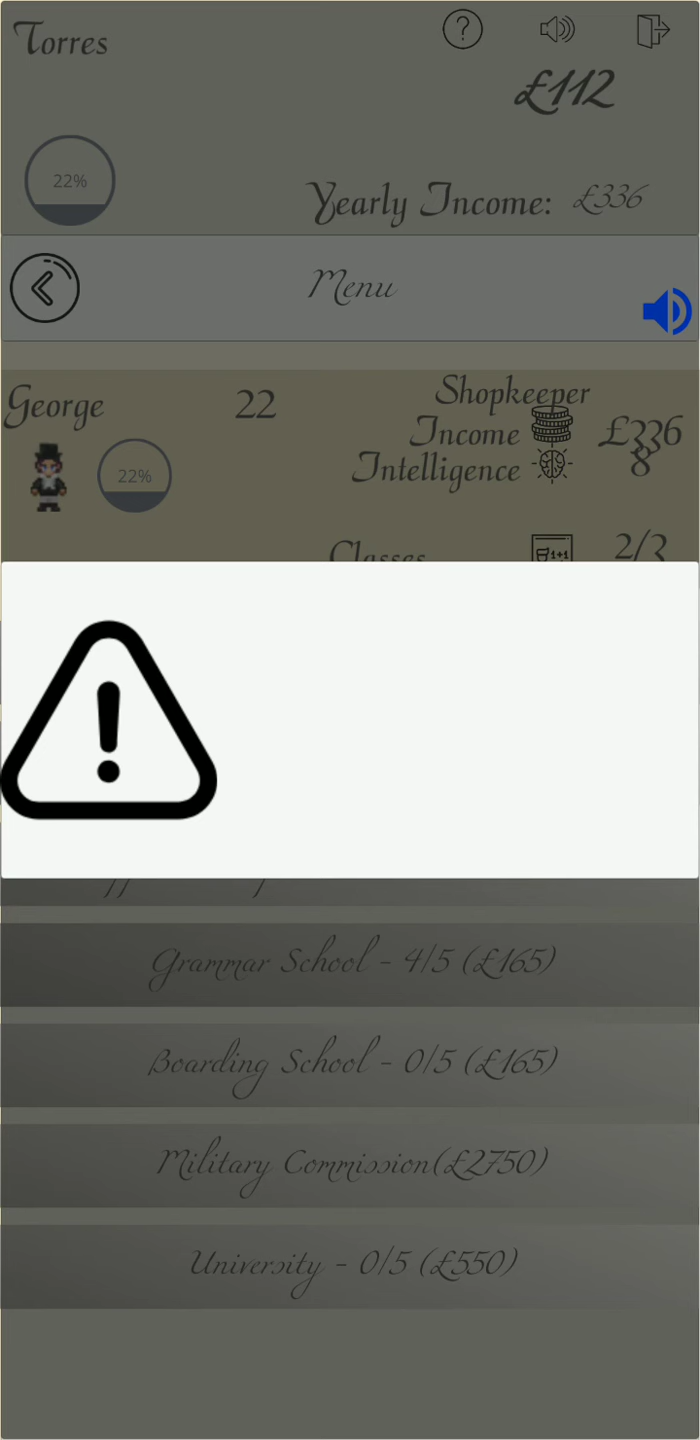 Torres
£112
22%
Yearly Income: £336
Menu
George 22 Shopkeeper
Income £336
Intelligence 8
22%
Classes 2/3
Grammar School - 4/5 (£165)
Boarding School - 0/5 (£165)
Military Commission(£2750)
University - 0/5 (£550)